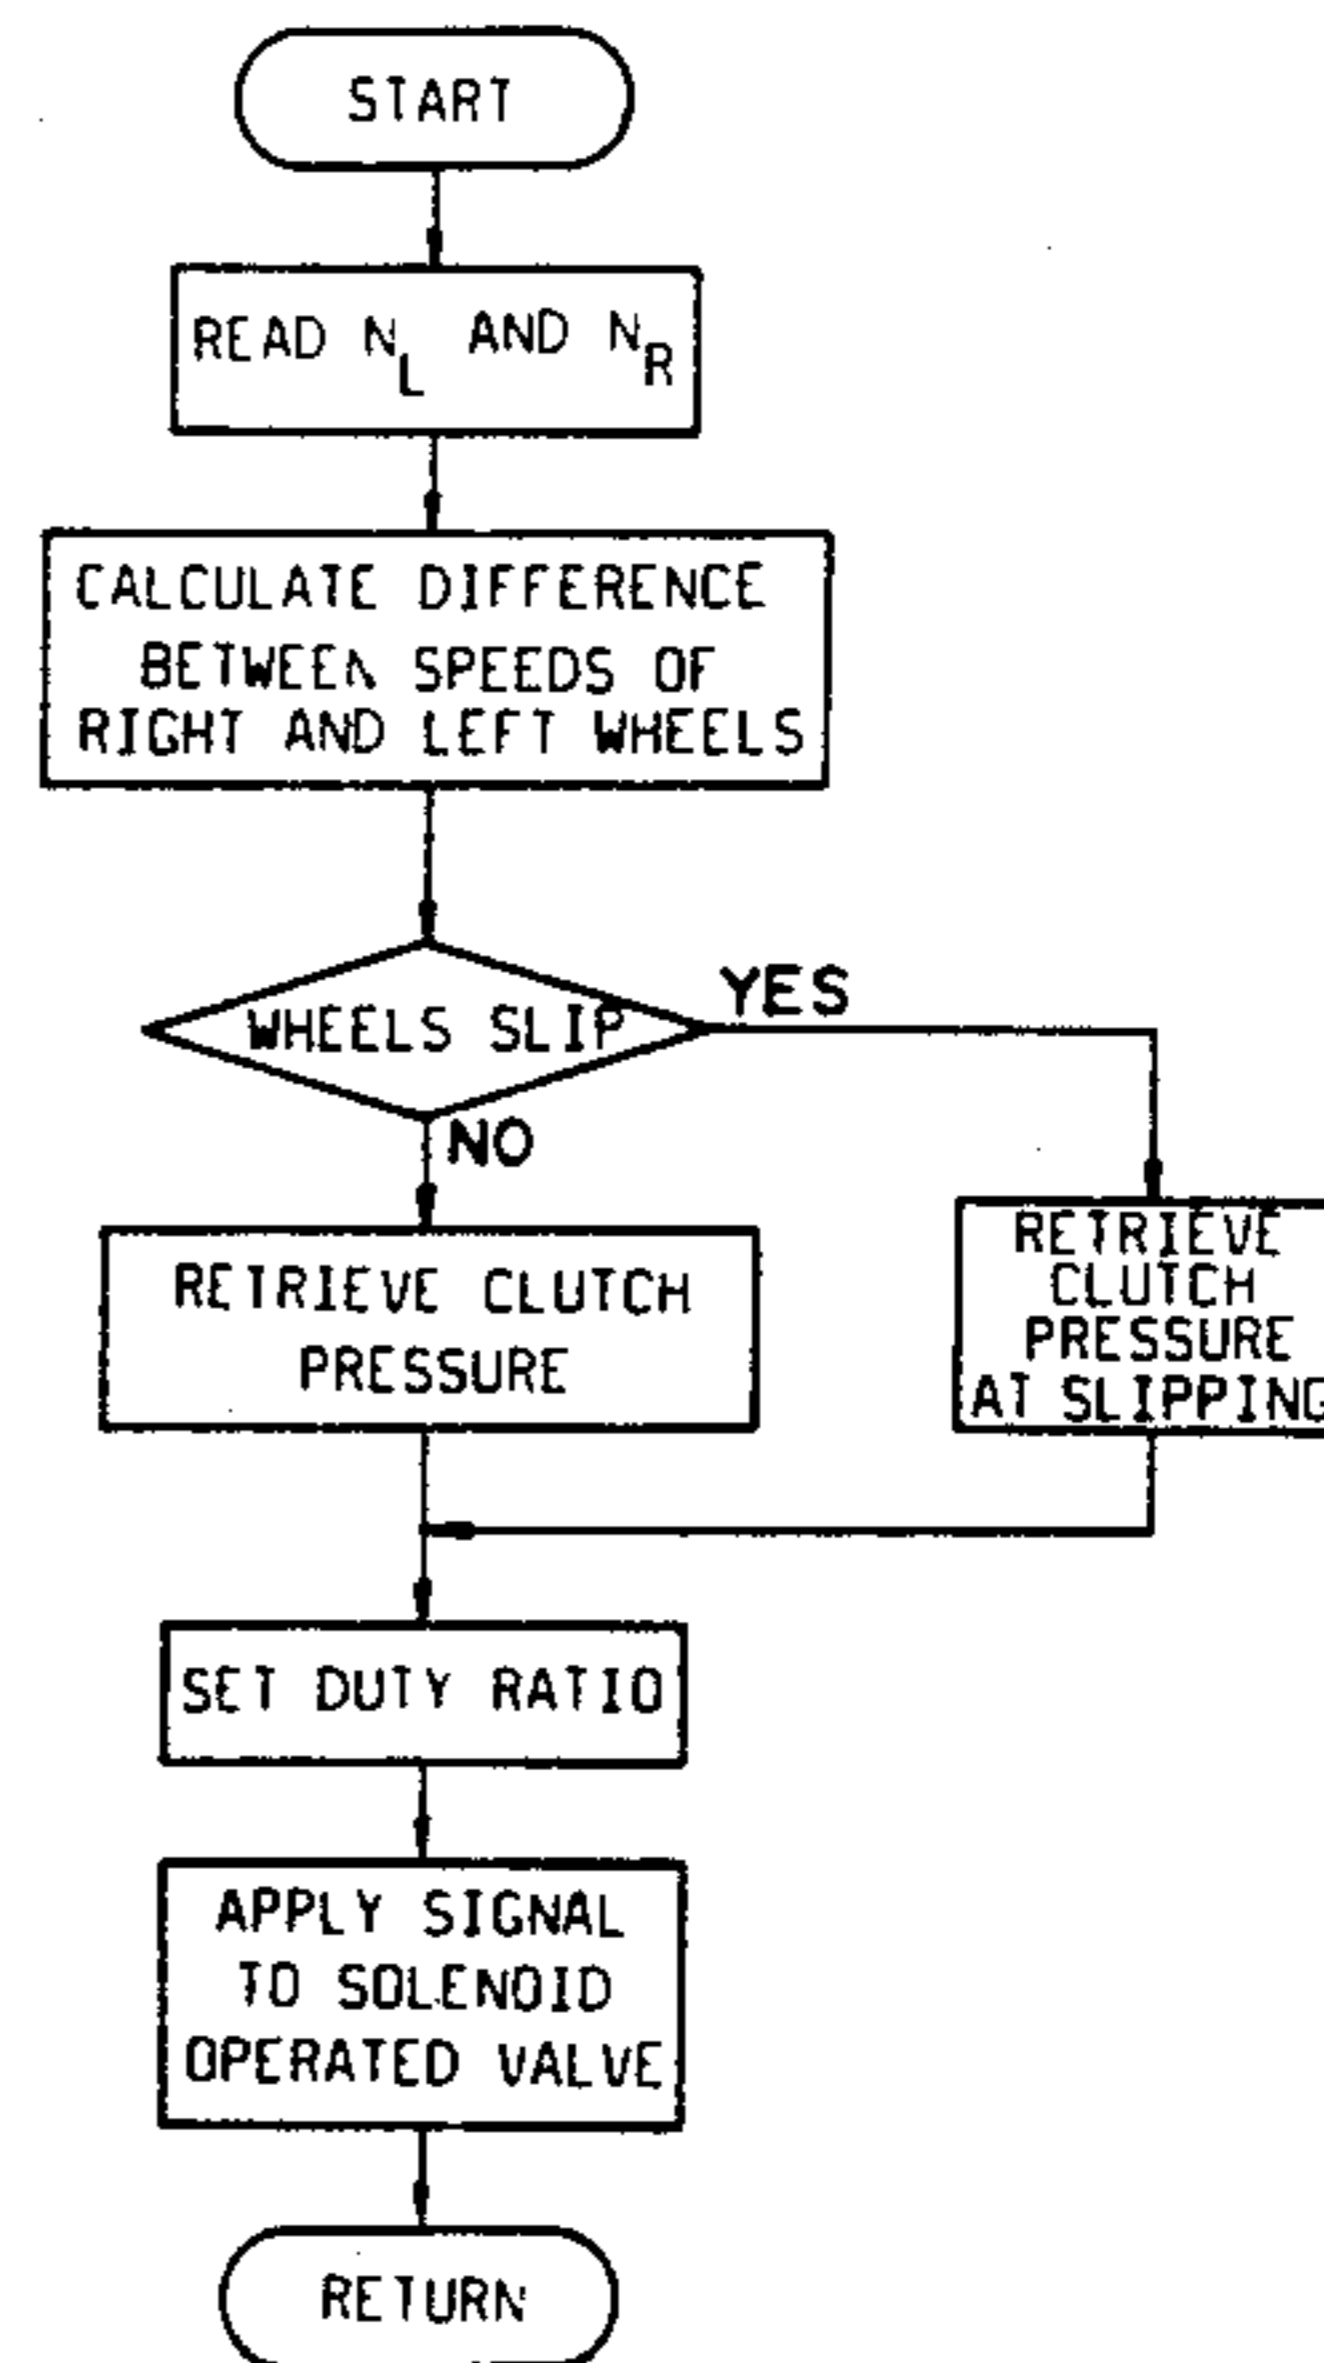 START
READ N_L AND N_R
CALCULATE DIFFERENCE
BETWEEN SPEEDS OF
RIGHT AND LEFT WHEELS
WHEELS SLIP
YES
NO
RETRIEVE CLUTCH
PRESSURE
RETRIEVE
CLUTCH
PRESSURE
AT SLIPPING
SET DUTY RATIO
APPLY SIGNAL
TO SOLENOID
OPERATED VALVE
RETURN